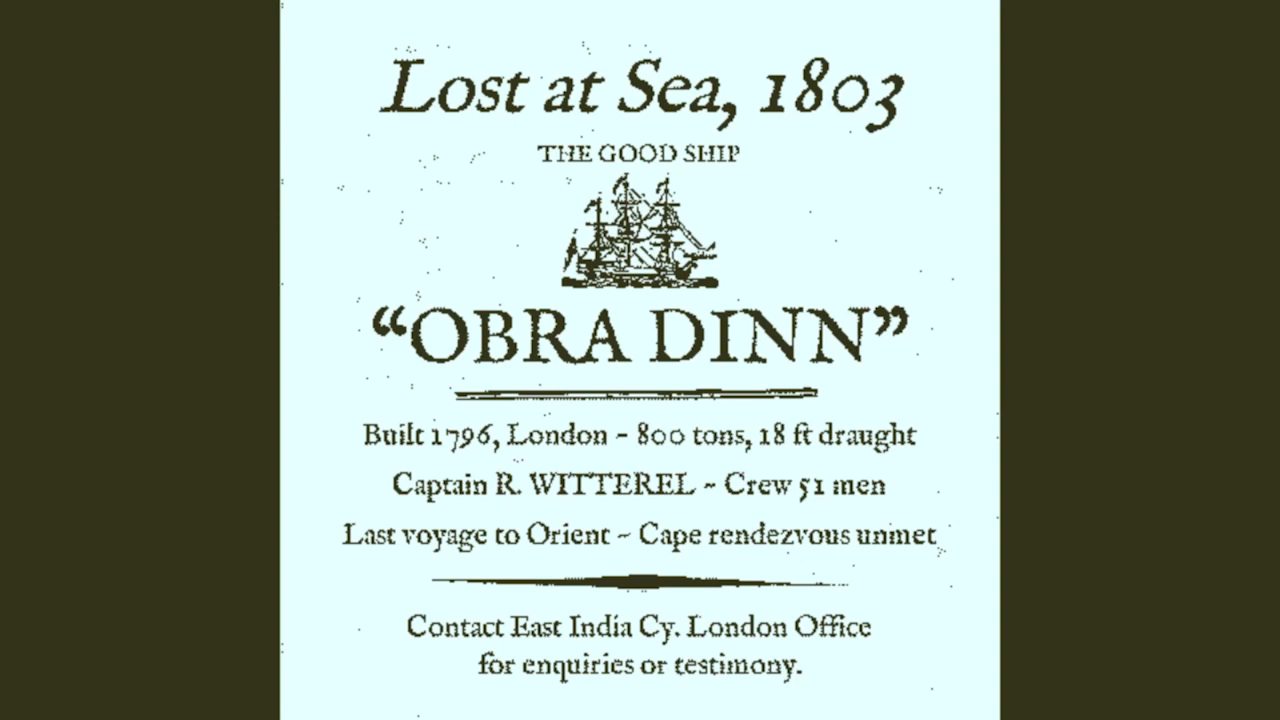 Lost at Sea, 1803
THE GOOD SHIP
“OBRA DINN”
Built 1796, London ~ 800 tons, 18 ft draught
Captain R. WITTEREL ~ Crew 51 men
Last voyage to Orient ~ Cape rendezvous unmet
Contact East India Cy. London Office
for enquiries or testimony.